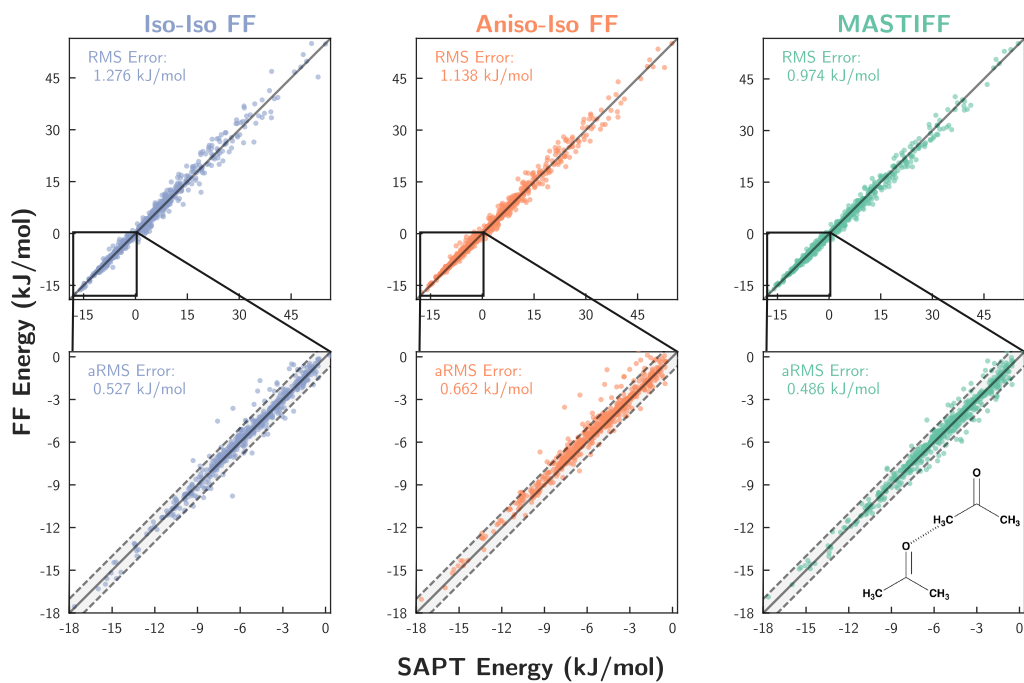 Iso-Iso FF
Aniso-Iso FF
MASTIFF
RMS Error:
1.276 kJ/mol
RMS Error:
1.138 kJ/mol
RMS Error:
0.974 kJ/mol
45
30
15
0
-15
45
30
15
0
-15
45
30
15
0
-15
-15 0 15 30 45
-15 0 15 30 45
-15 0 15 30 45
FF Energy (kJ/mol)
aRMS Error:
0.527 kJ/mol
aRMS Error:
0.662 kJ/mol
aRMS Error:
0.486 kJ/mol
0
-3
-6
-9
-12
-15
-18
0
-3
-6
-9
-12
-15
-18
0
-3
-6
-9
-12
-15
-18
O
H₃C CH₃
O
H₃C CH₃
-18 -15 -12 -9 -6 -3 0
-18 -15 -12 -9 -6 -3 0
-18 -15 -12 -9 -6 -3 0
SAPT Energy (kJ/mol)